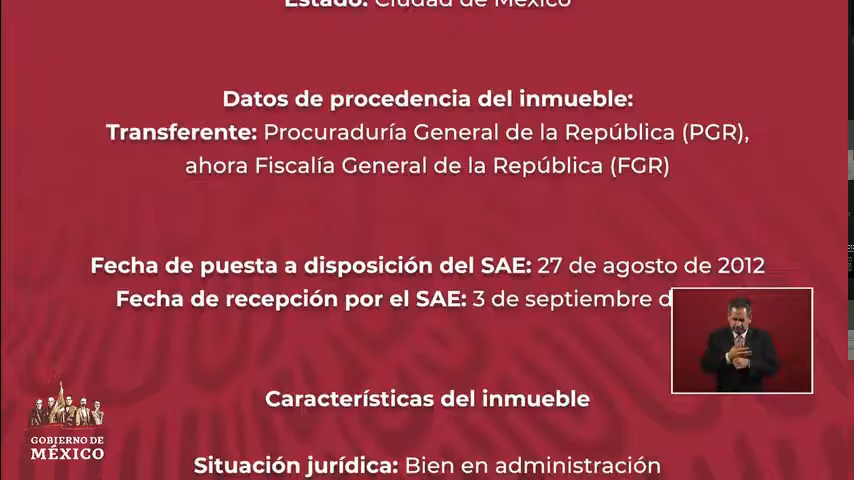 Estado: Ciudad de México
Datos de procedencia del inmueble:
Transferente: Procuraduría General de la República (PGR),
ahora Fiscalía General de la República (FGR)
Fecha de puesta a disposición del SAE: 27 de agosto de 2012
Fecha de recepción por el SAE: 3 de septiembre
Características del inmueble
GOBIERNO DE
MÉXICO
Situación jurídica: Bien en administración